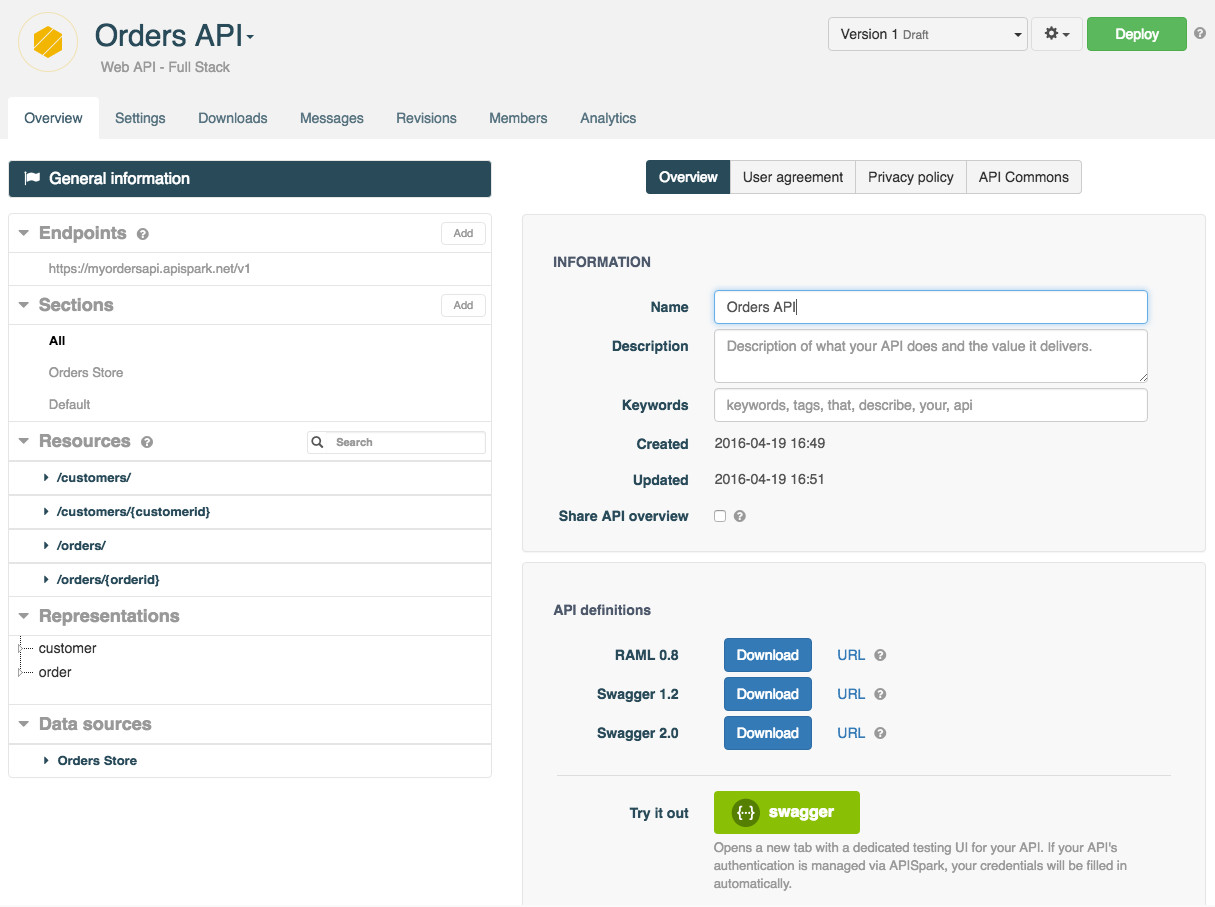 Orders API
Web API - Full Stack
Version 1 Draft
Deploy
Overview
Settings
Downloads
Messages
Revisions
Members
Analytics
General information
Endpoints
Add
https://myordersapi.apispark.net/v1
Sections
Add
All
Orders Store
Default
Resources
Search
/customers/
/customers/{customerid}
/orders/
/orders/{orderid}
Representations
customer
order
Data sources
Orders Store
Overview
User agreement
Privacy policy
API Commons
INFORMATION
Name
Orders API
Description
Description of what your API does and the value it delivers.
Keywords
keywords, tags, that, describe, your, api
Created
2016-04-19 16:49
Updated
2016-04-19 16:51
Share API overview
API definitions
RAML 0.8
Download
URL
Swagger 1.2
Download
URL
Swagger 2.0
Download
URL
Try it out
{···} swagger
Opens a new tab with a dedicated testing UI for your API. If your API's
authentication is managed via APISpark, your credentials will be filled in
automatically.